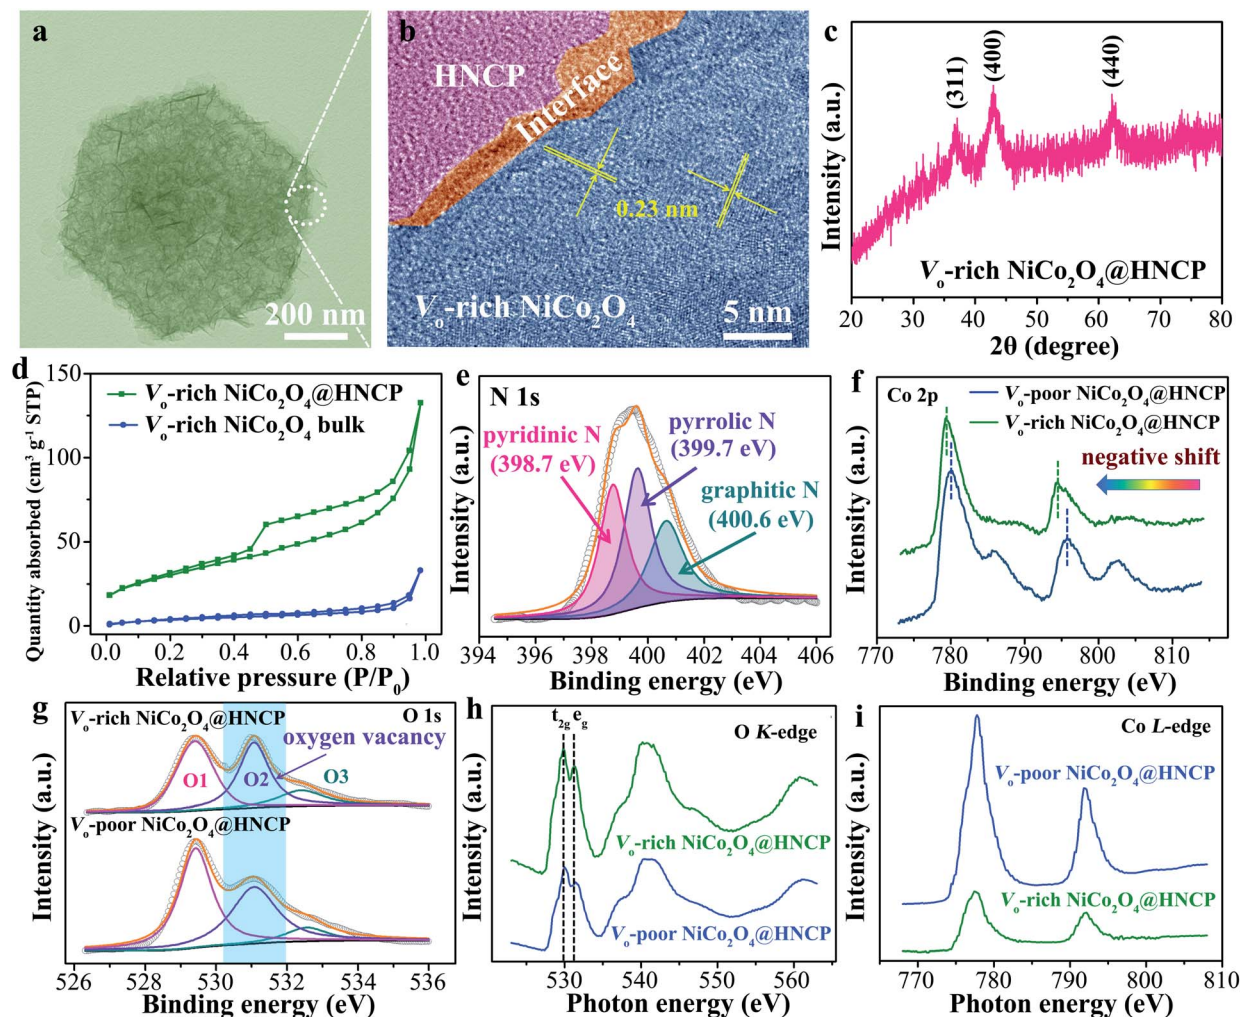 a
200 nm
b
HNCP
Interface
0.23 nm
Vo-rich NiCo2O4
5 nm
c
Intensity (a.u.)
(311)
(400)
(440)
Vo-rich NiCo2O4@HNCP
20 30 40 50 60 70 80
2θ (degree)
d
Quantity absorbed (cm3 g-1 STP)
150
100
50
0
Vo-rich NiCo2O4@HNCP
Vo-rich NiCo2O4 bulk
0.0 0.2 0.4 0.6 0.8 1.0
Relative pressure (P/P0)
e
N 1s
Intensity (a.u.)
pyridinic N
(398.7 eV)
pyrrolic N
(399.7 eV)
graphitic N
(400.6 eV)
394 396 398 400 402 404 406
Binding energy (eV)
f
Co 2p
Intensity (a.u.)
Vo-poor NiCo2O4@HNCP
Vo-rich NiCo2O4@HNCP
negative shift
770 780 790 800 810
Binding energy (eV)
g
Intensity (a.u.)
Vo-rich NiCo2O4@HNCP
O 1s
oxygen vacancy
O1
O2
O3
Vo-poor NiCo2O4@HNCP
526 528 530 532 534 536
Binding energy (eV)
h
Intensity (a.u.)
t2g eg
O K-edge
Vo-rich NiCo2O4@HNCP
Vo-poor NiCo2O4@HNCP
530 540 550 560
Photon energy (eV)
i
Intensity (a.u.)
Co L-edge
Vo-poor NiCo2O4@HNCP
Vo-rich NiCo2O4@HNCP
770 780 790 800 810
Photon energy (eV)